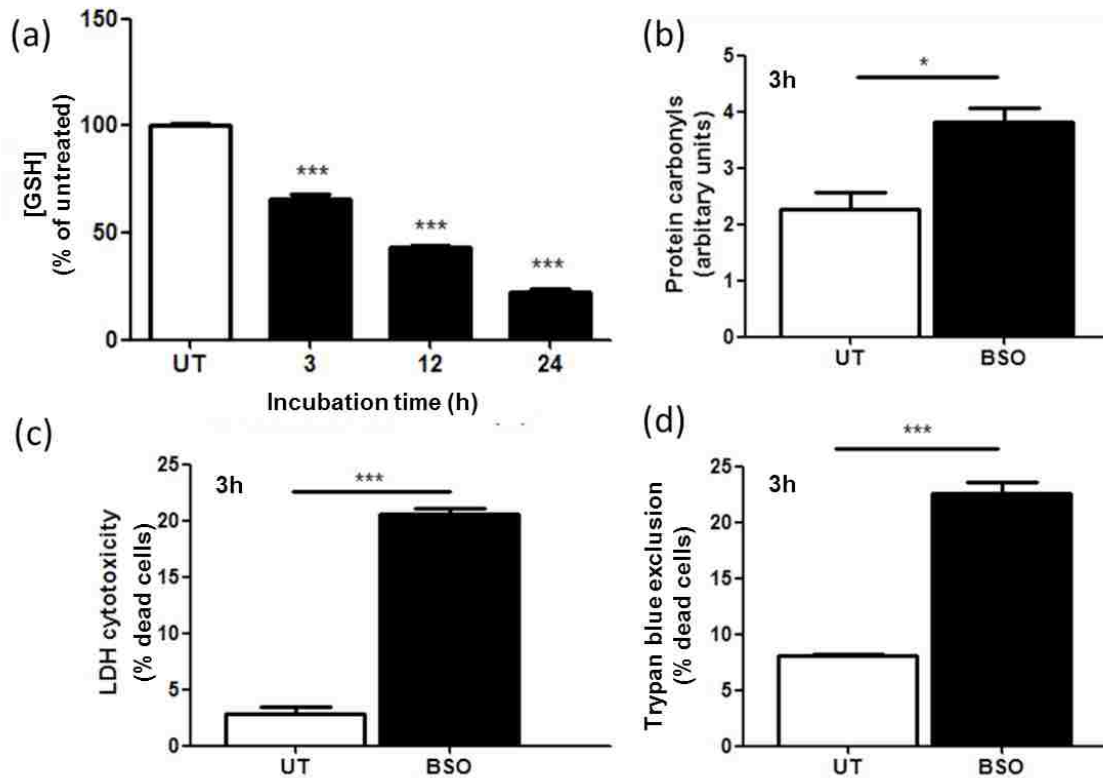 (a)
150
100
50
0
[GSH]
(% of untreated)
***
***
***
UT 3 12 24
Incubation time (h)
(b)
5
4
3
2
1
0
Protein carbonyls
(arbitary units)
3h
*
UT BSO
(c)
25
20
15
10
5
0
LDH cytotoxicity
(% dead cells)
3h
***
UT BSO
(d)
25
20
15
10
5
0
Trypan blue exclusion
(% dead cells)
3h
***
UT BSO